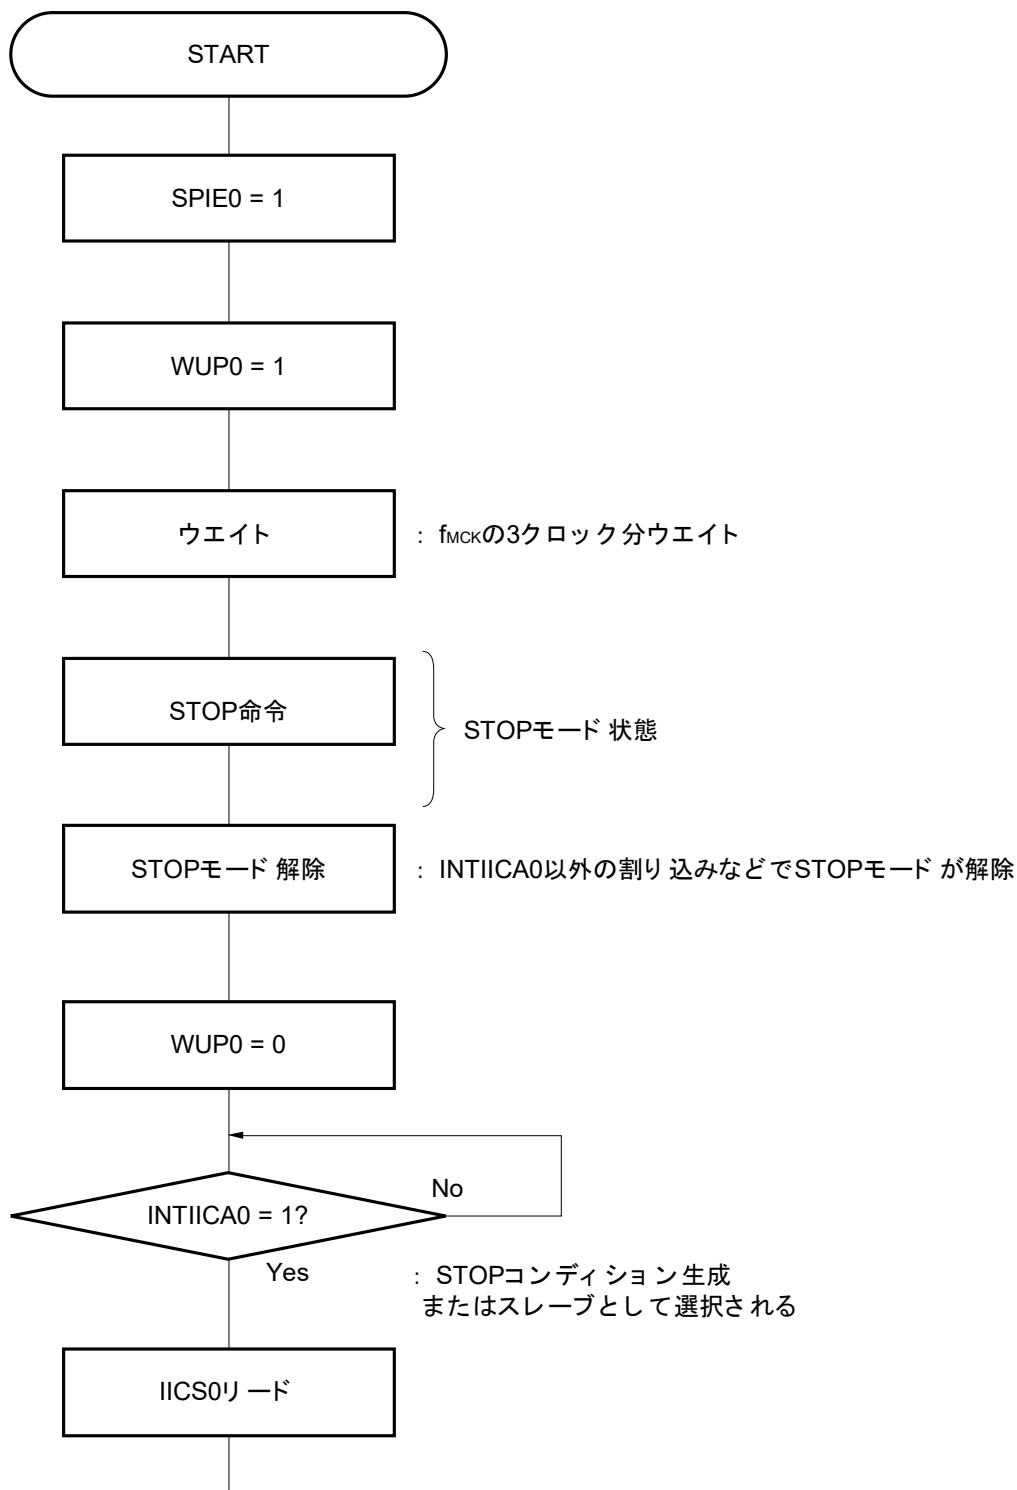 START
SPIE0 = 1
WUP0 = 1
ウエイト
: fMCKの3クロック分ウエイト
STOP命令
STOPモード状態
STOPモード解除
: INTIICA0以外の割り込みなどでSTOPモードが解除
WUP0 = 0
No
INTIICA0 = 1?
Yes
: STOPコンディション生成
またはスレーブとして選択される
IICS0リード